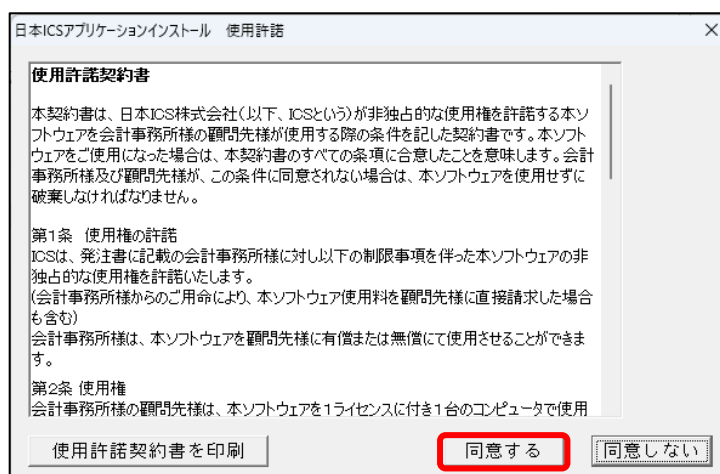 日本ICSアプリケーションインストール　使用許諾
使用許諾契約書
本契約書は、日本ICS株式会社(以下、ICSという)が非独占的な使用権を許諾する本ソ
フトウェアを会計事務所様の顧問先様が使用する際の条件を記した契約書です。本ソフト
ウェアをご使用になった場合は、本契約書のすべての条項に合意したことを意味します。会計
事務所様及び顧問先様が、この条件に同意されない場合は、本ソフトウェアを使用せずに
破棄しなければなりません。
第1条　使用権の許諾
ICSは、発注書に記載の会計事務所様に対し以下の制限事項を伴った本ソフトウェアの非
独占的な使用権を許諾いたします。
(会計事務所様からのご用命により、本ソフトウェア使用料を顧問先様に直接請求した場合
も含む)
会計事務所様は、本ソフトウェアを顧問先様に有償または無償にて使用させることができま
す。
第2条 使用権
会計事務所様の顧問先様は、本ソフトウェアを1ライセンスに付き1台のコンピュータで使用
使用許諾契約書を印刷
同意する
同意しない